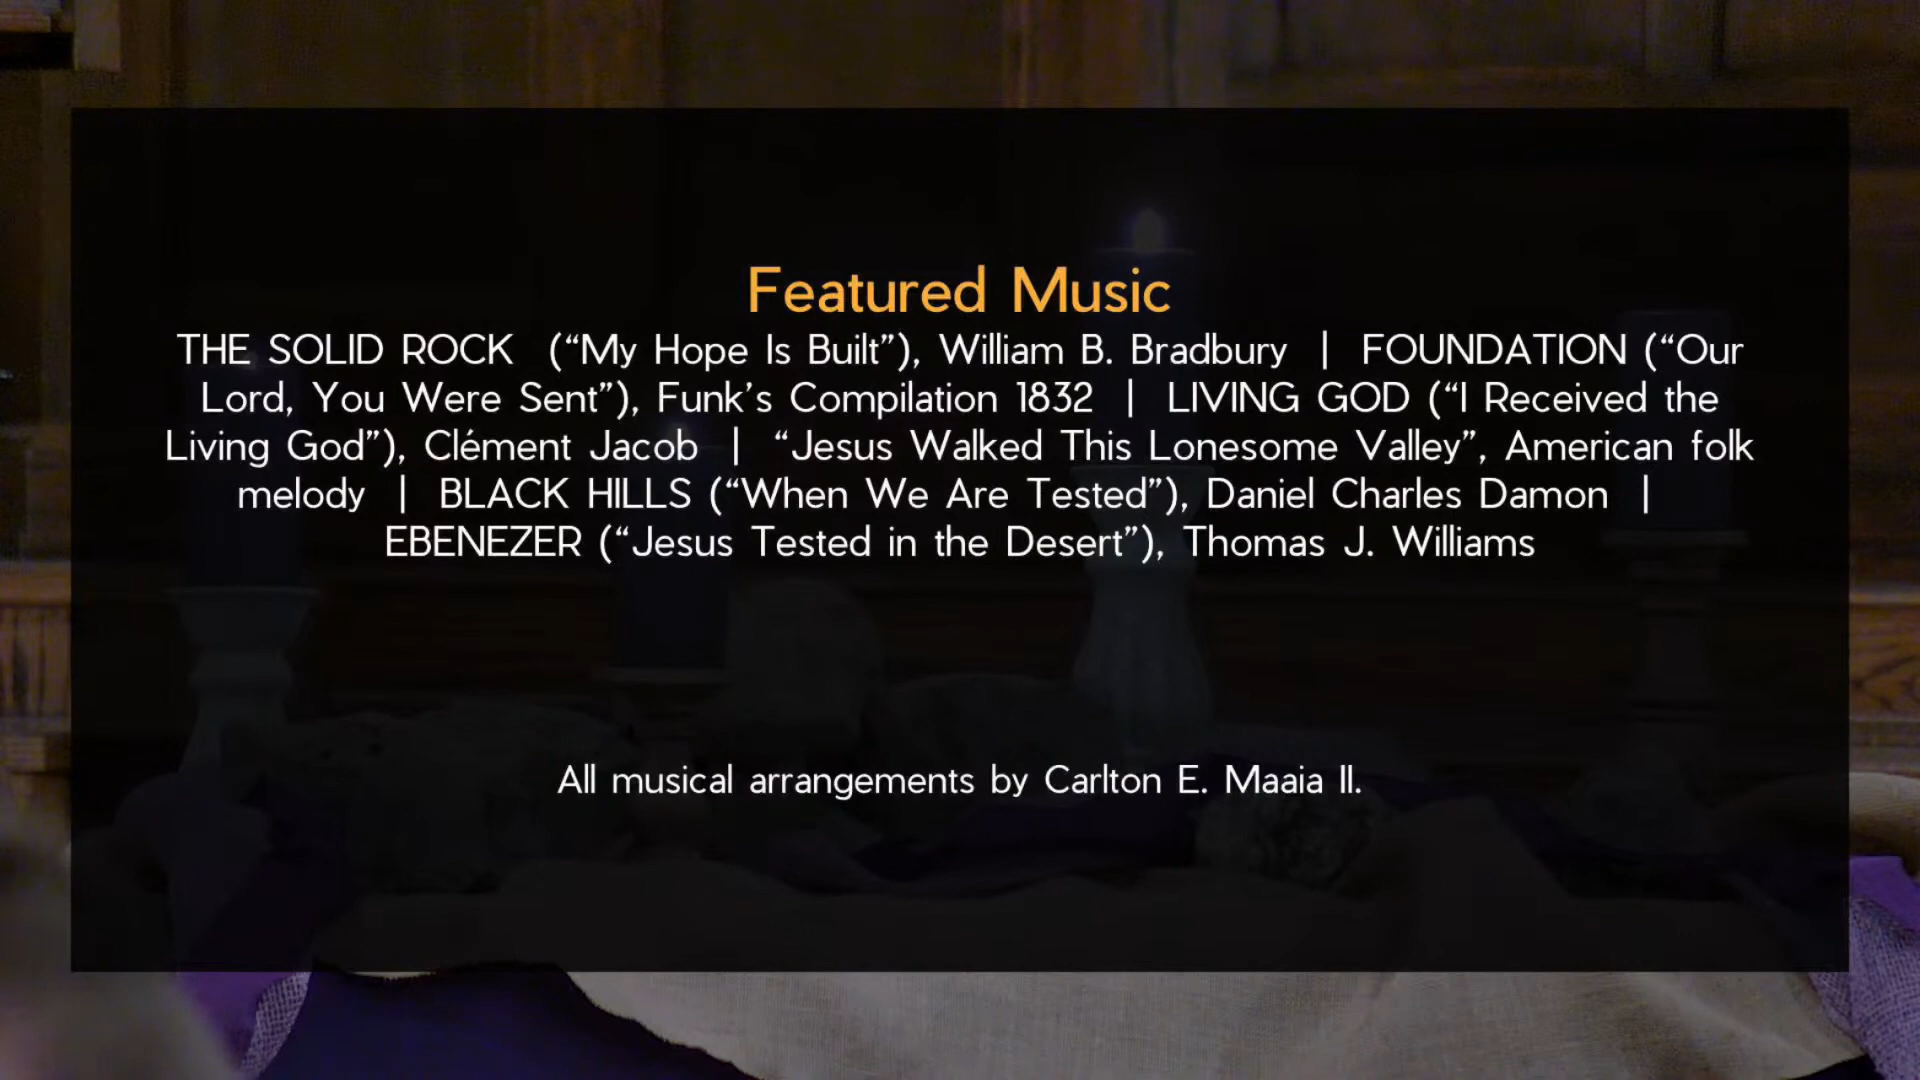 Featured Music
THE SOLID ROCK (“My Hope Is Built”), William B. Bradbury | FOUNDATION (“Our
Lord, You Were Sent”), Funk’s Compilation 1832 | LIVING GOD (“I Received the
Living God”), Clément Jacob | “Jesus Walked This Lonesome Valley”, American folk
melody | BLACK HILLS (“When We Are Tested”), Daniel Charles Damon |
EBENEZER (“Jesus Tested in the Desert”), Thomas J. Williams
All musical arrangements by Carlton E. Maaia II.